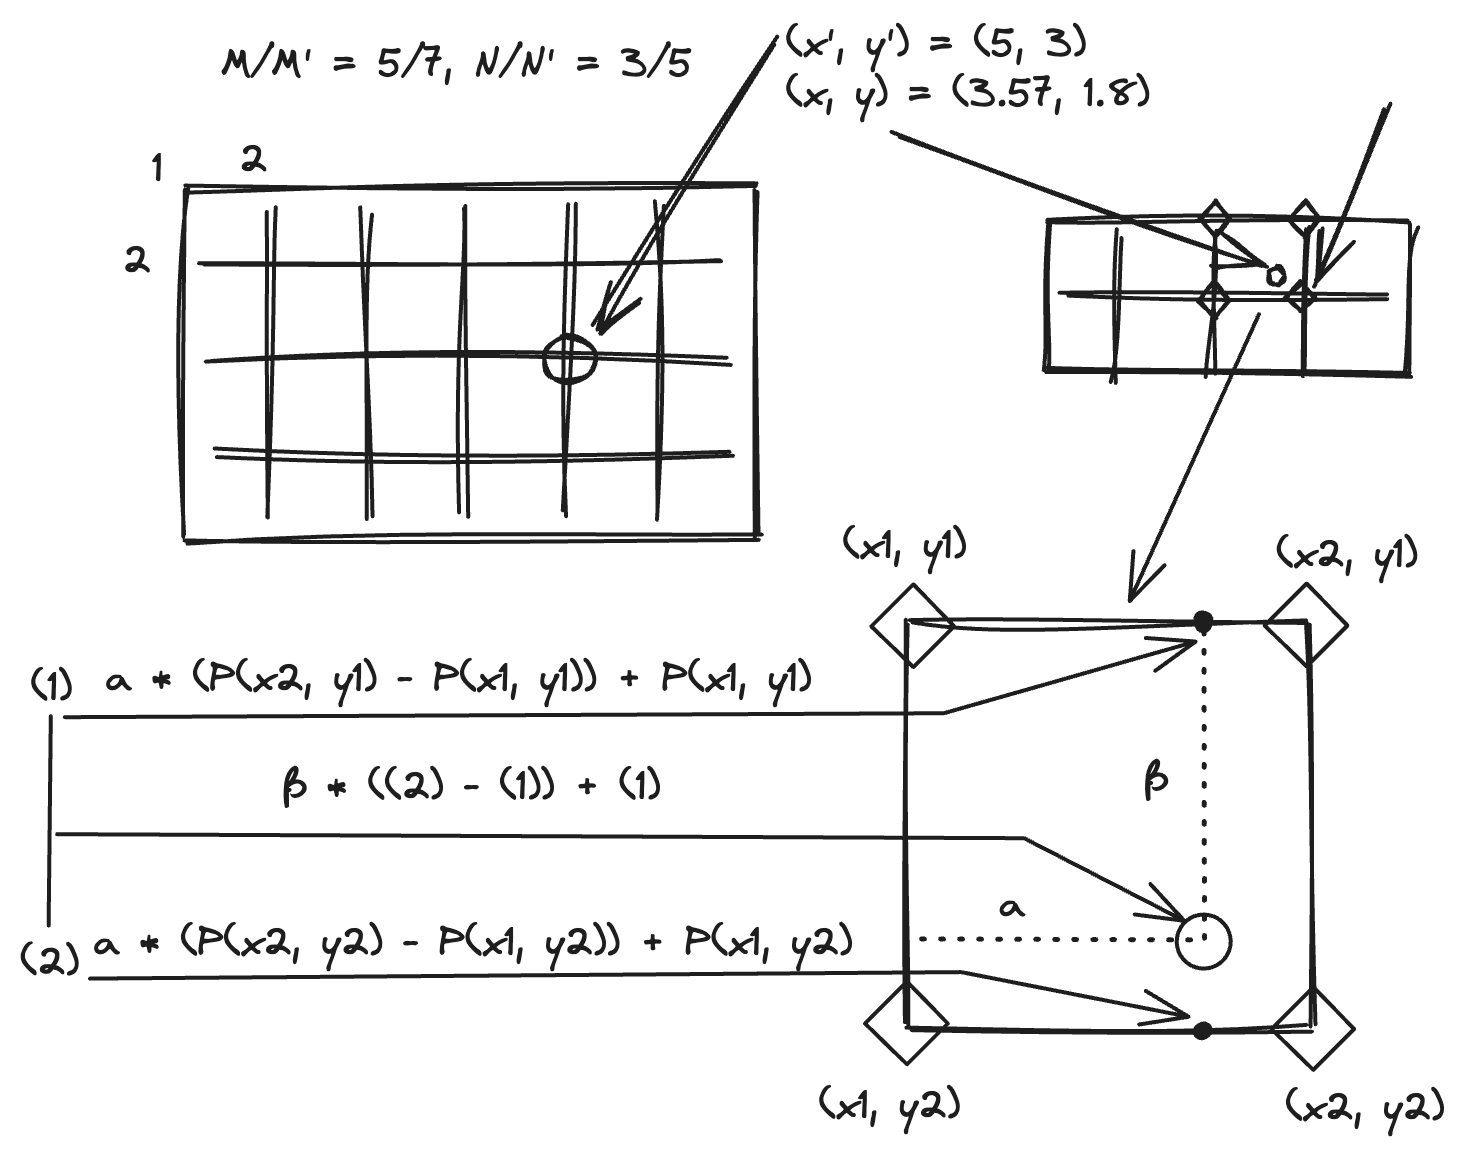 M/M' = 5/7, N/N' = 3/5
(x', y') = (5, 3)
(x, y) = (3.57, 1.8)
1
2
2
(x1, y1)
(x2, y1)
(1) a * (P(x2, y1) - P(x1, y1)) + P(x1, y1)
β * ((2) - (1)) + (1)
β
a
(2) a * (P(x2, y2) - P(x1, y2)) + P(x1, y2)
(x1, y2)
(x2, y2)